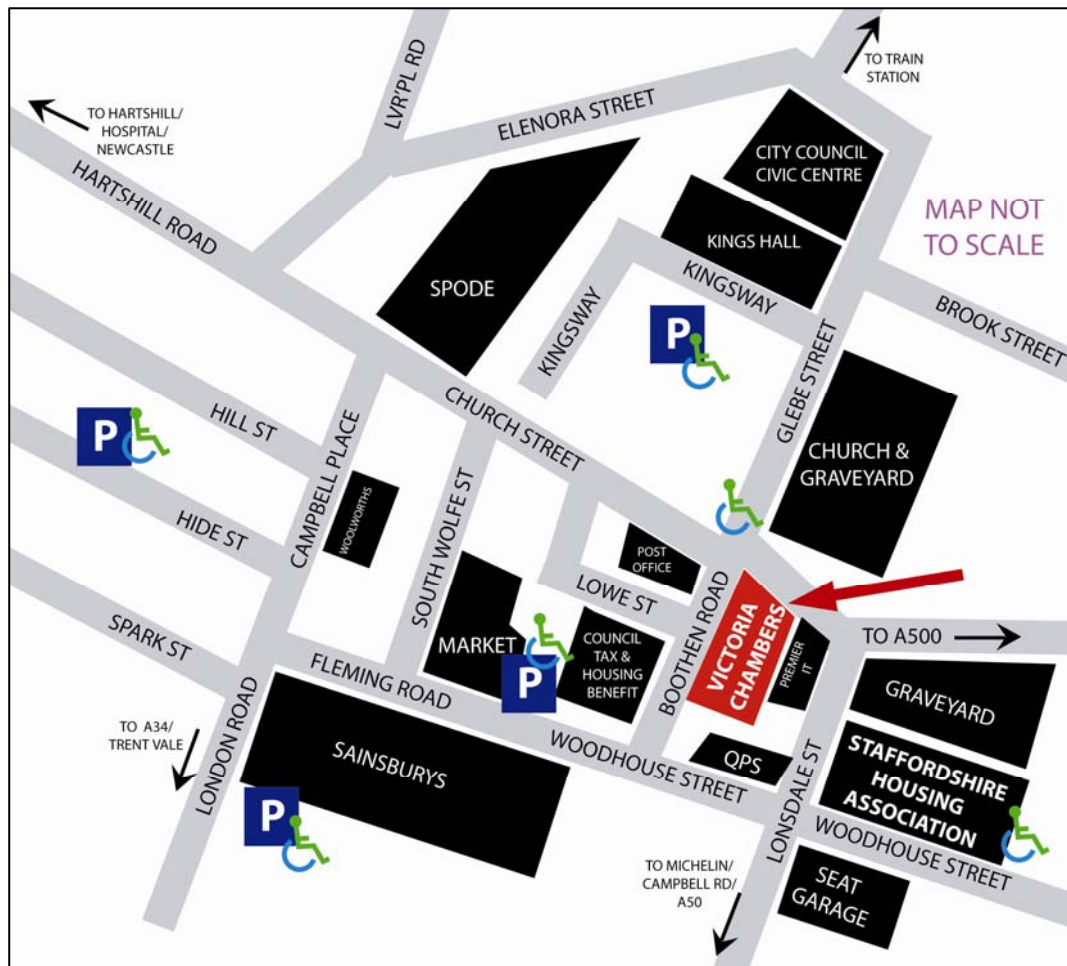 LVR'PL RD
TO TRAIN
STATION
TO HARTSHILL/
HOSPITAL/
NEWCASTLE
ELENORA STREET
CITY COUNCIL
CIVIC CENTRE
HARTSHILL ROAD
MAP NOT
TO SCALE
KINGS HALL
SPODE
KINGSWAY
KINGSWAY
BROOK STREET
P
GLEBE STREET
HILL ST
CHURCH STREET
P
CHURCH &
GRAVEYARD
CAMPBELL PLACE
WOOLWORTHS
HIDE ST
SOUTH WOLFE ST
POST
OFFICE
LOWE ST
BOOTHEN ROAD
VICTORIA
CHAMBERS
SPARK ST
MARKET
COUNCIL
TAX &
HOUSING
BENEFIT
PREMIER
IT
TO A500
FLEMING ROAD
P
GRAVEYARD
TO A34/
TRENT VALE
LONDON ROAD
SAINSBURYS
WOODHOUSE STREET
QPS
LONSDALE ST
STAFFORDSHIRE
HOUSING
ASSOCIATION
P
WOODHOUSE STREET
TO MICHELIN/
CAMPBELL RD/
A50
SEAT
GARAGE